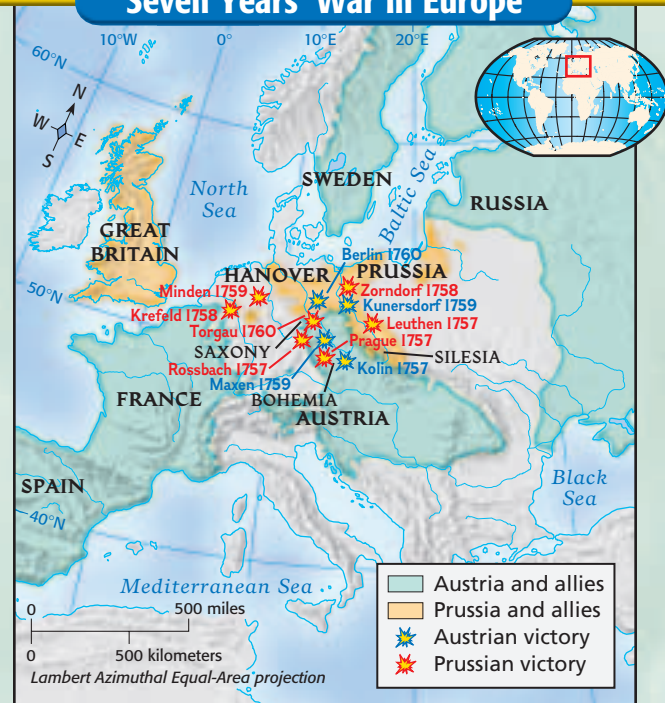 Seven Years' War in Europe
10°W
0°
10°E
20°E
60°N
N
W
E
S
North
Sea
SWEDEN
Baltic Sea
RUSSIA
GREAT
BRITAIN
Berlin 1760
HANOVER
PRUSSIA
50°N
Minden 1759
Zorndorf 1758
Krefeld 1758
Kunersdorf 1759
Torgau 1760
Leuthen 1757
SAXONY
Prague 1757
SILESIA
Rossbach 1757
Kolin 1757
Maxen 1759
BOHEMIA
FRANCE
AUSTRIA
SPAIN
40°N
Black
Sea
Mediterranean Sea
0
500 miles
0
500 kilometers
Lambert Azimuthal Equal-Area projection
Austria and allies
Prussia and allies
Austrian victory
Prussian victory